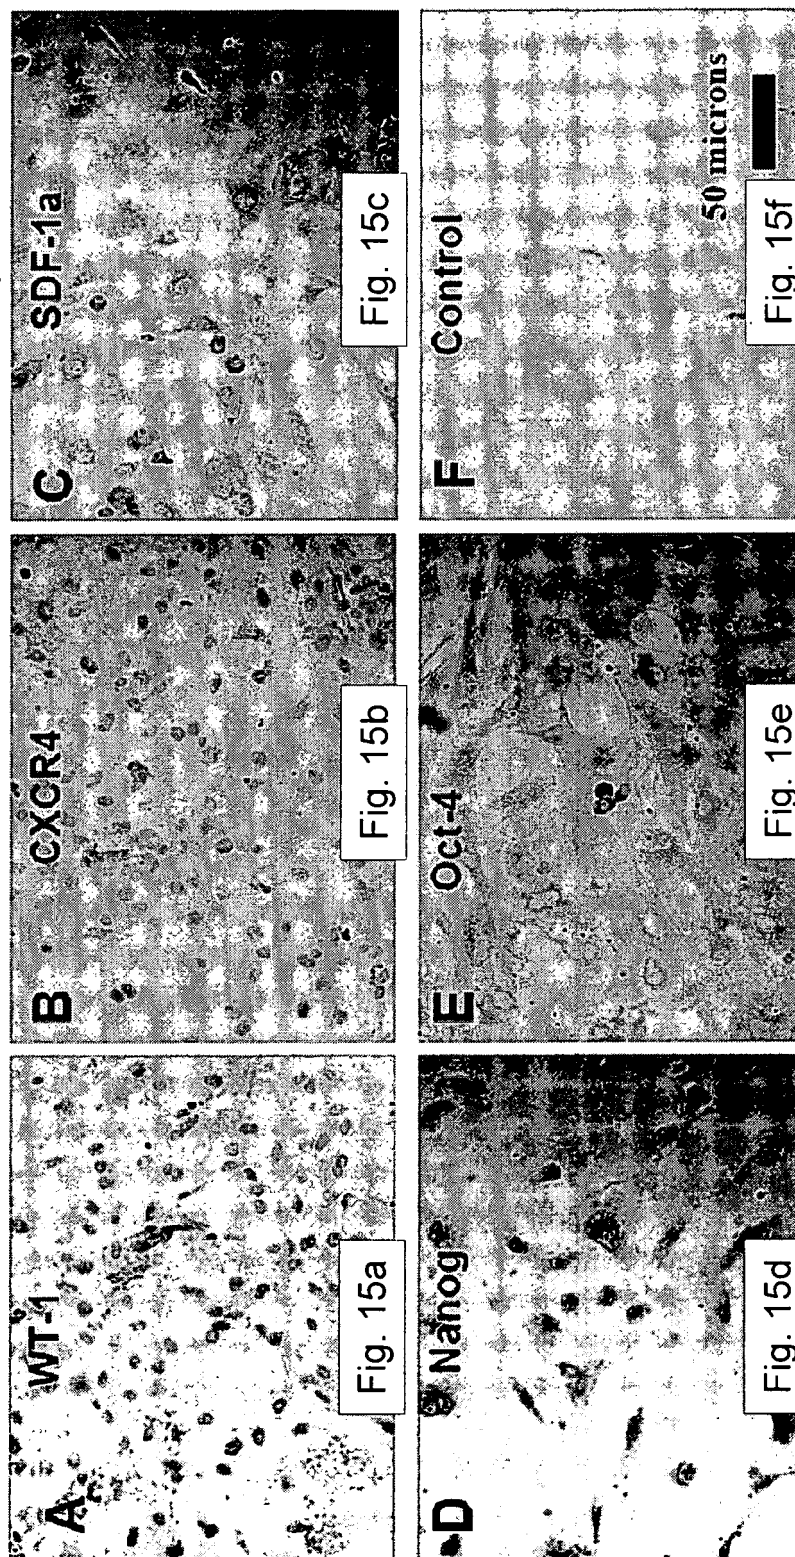 A
WT-1
Fig. 15a
B
CXCR4
Fig. 15b
C
SDF-1a
Fig. 15c
D
Nanog
Fig. 15d
E
Oct-4
Fig. 15e
F
Control
50 microns
Fig. 15f